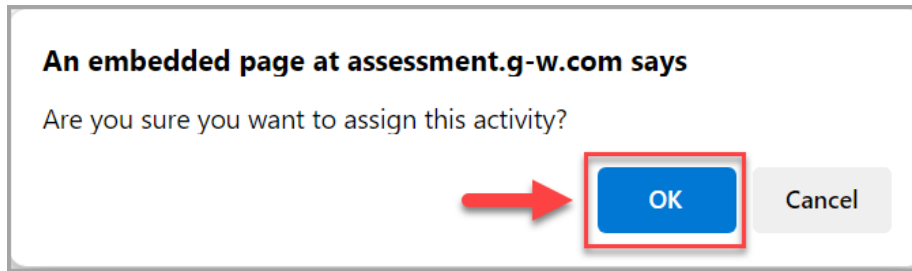 An embedded page at assessment.g-w.com says
Are you sure you want to assign this activity?
OK
Cancel